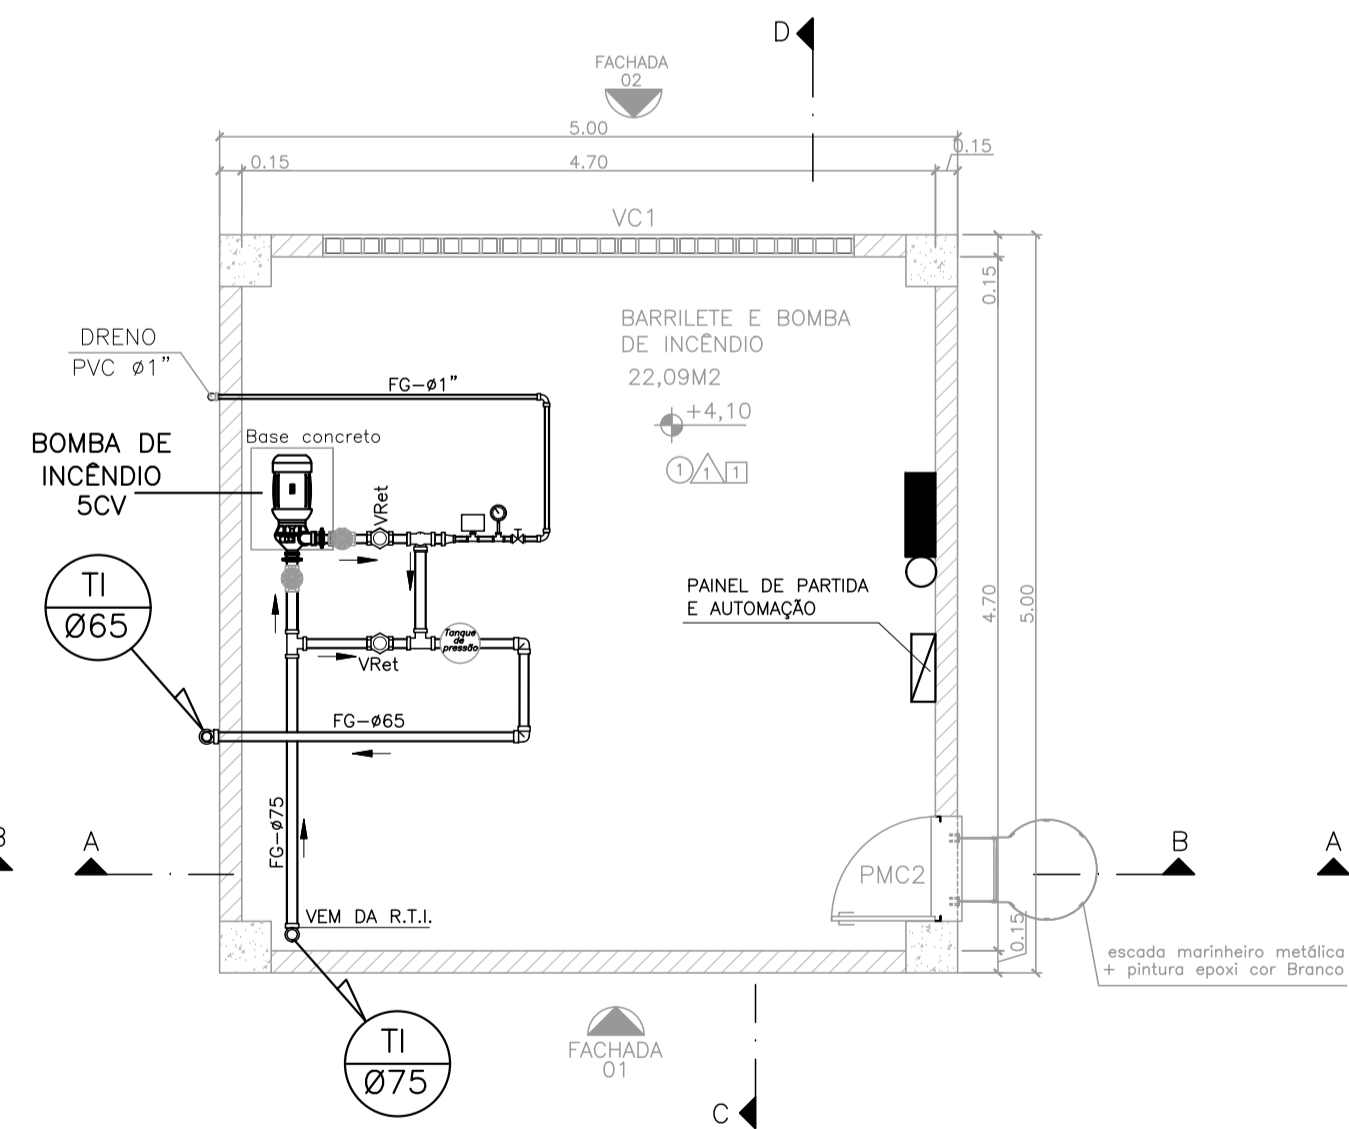 D
FACHADA
02
5.00
0.15
4.70
0.15
VC1
0.15
BARRILETE E BOMBA
DE INCÊNDIO
22,09M2
+4,10
1 1 1
DRENO
PVC ø1"
FG-ø1"
BOMBA DE
INCÊNDIO
5CV
Base concreto
VRet
TI
Ø65
PAINEL DE PARTIDA
E AUTOMAÇÃO
4.70
5.00
Tanque
de
pressão
VRet
FG-ø65
FG-ø75
B
A
PMC2
B
A
VEM DA R.T.I.
0.15
escada marinheiro metálica
+ pintura epoxi cor Branco
TI
Ø75
FACHADA
01
C